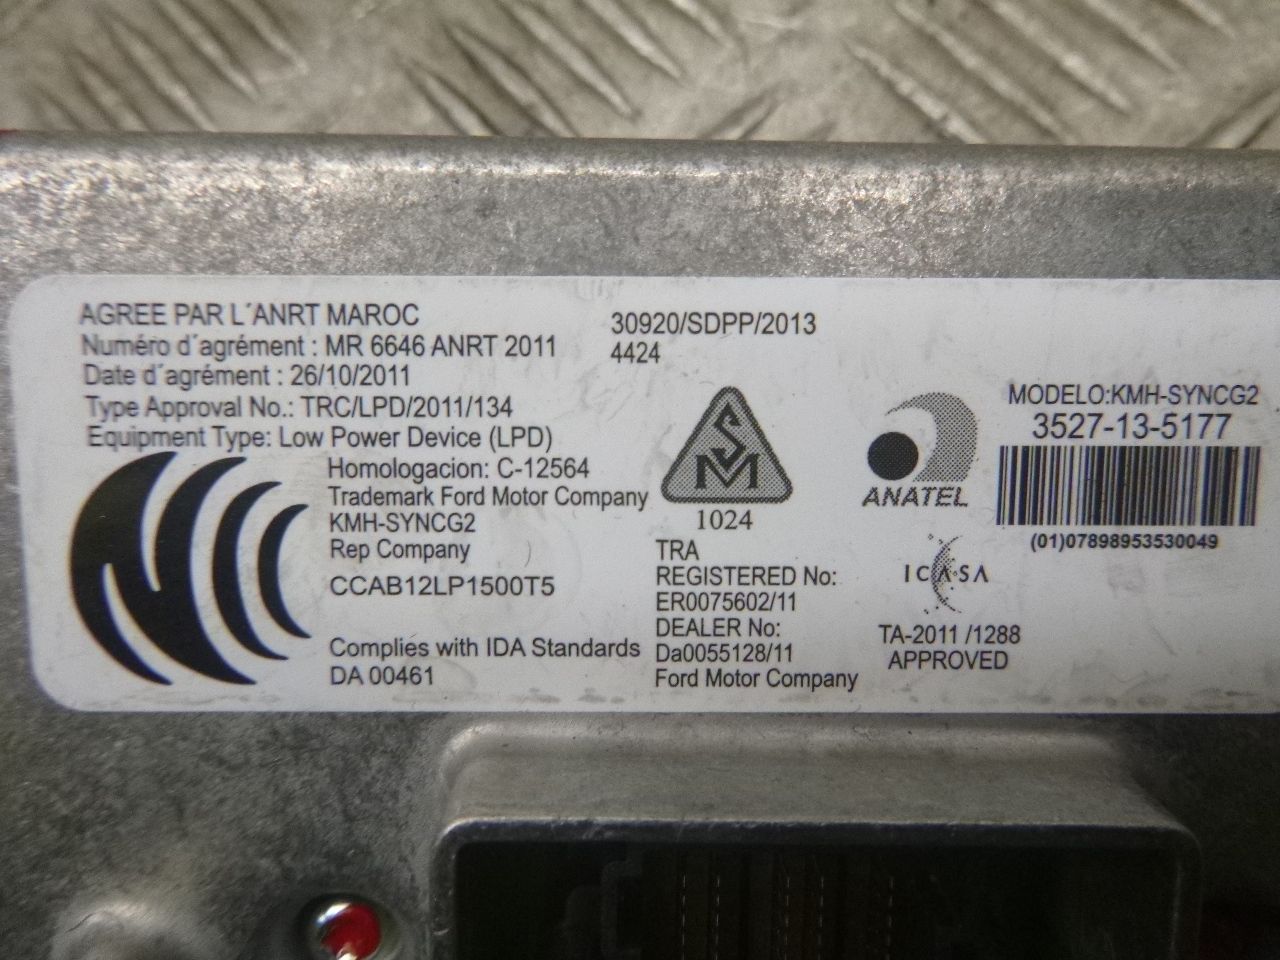 AGREE PAR L´ANRT MAROC
Numéro d´agrément : MR 6646 ANRT 2011
Date d´agrément : 26/10/2011
Type Approval No.: TRC/LPD/2011/134
Equipment Type: Low Power Device (LPD)
Homologacion: C-12564
Trademark Ford Motor Company
KMH-SYNCG2
Rep Company
CCAB12LP1500T5
Complies with IDA Standards
DA 00461
30920/SDPP/2013
4424
SM
1024
TRA
REGISTERED No:
ER0075602/11
DEALER No:
Da0055128/11
Ford Motor Company
ANATEL
MODELO:KMH-SYNCG2
3527-13-5177
(01)07898953530049
ICASA
TA-2011 /1288
APPROVED